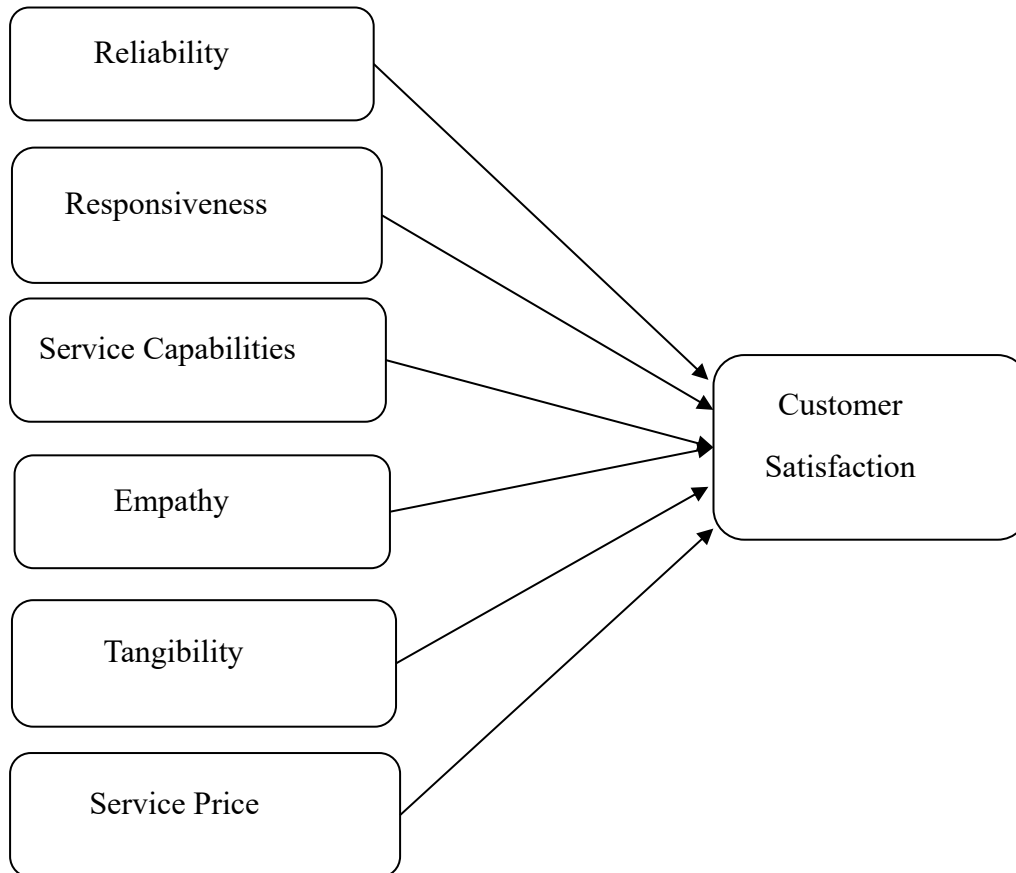 Reliability
Responsiveness
Service Capabilities
Empathy
Tangibility
Service Price
Customer
Satisfaction